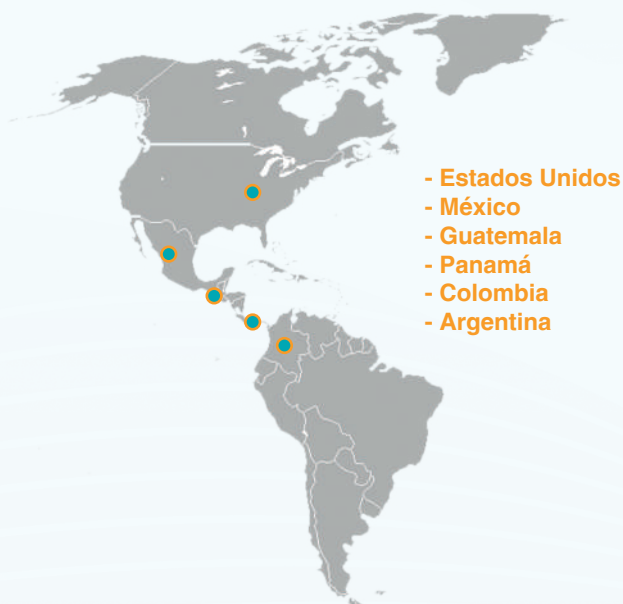 - Estados Unidos
- México
- Guatemala
- Panamá
- Colombia
- Argentina